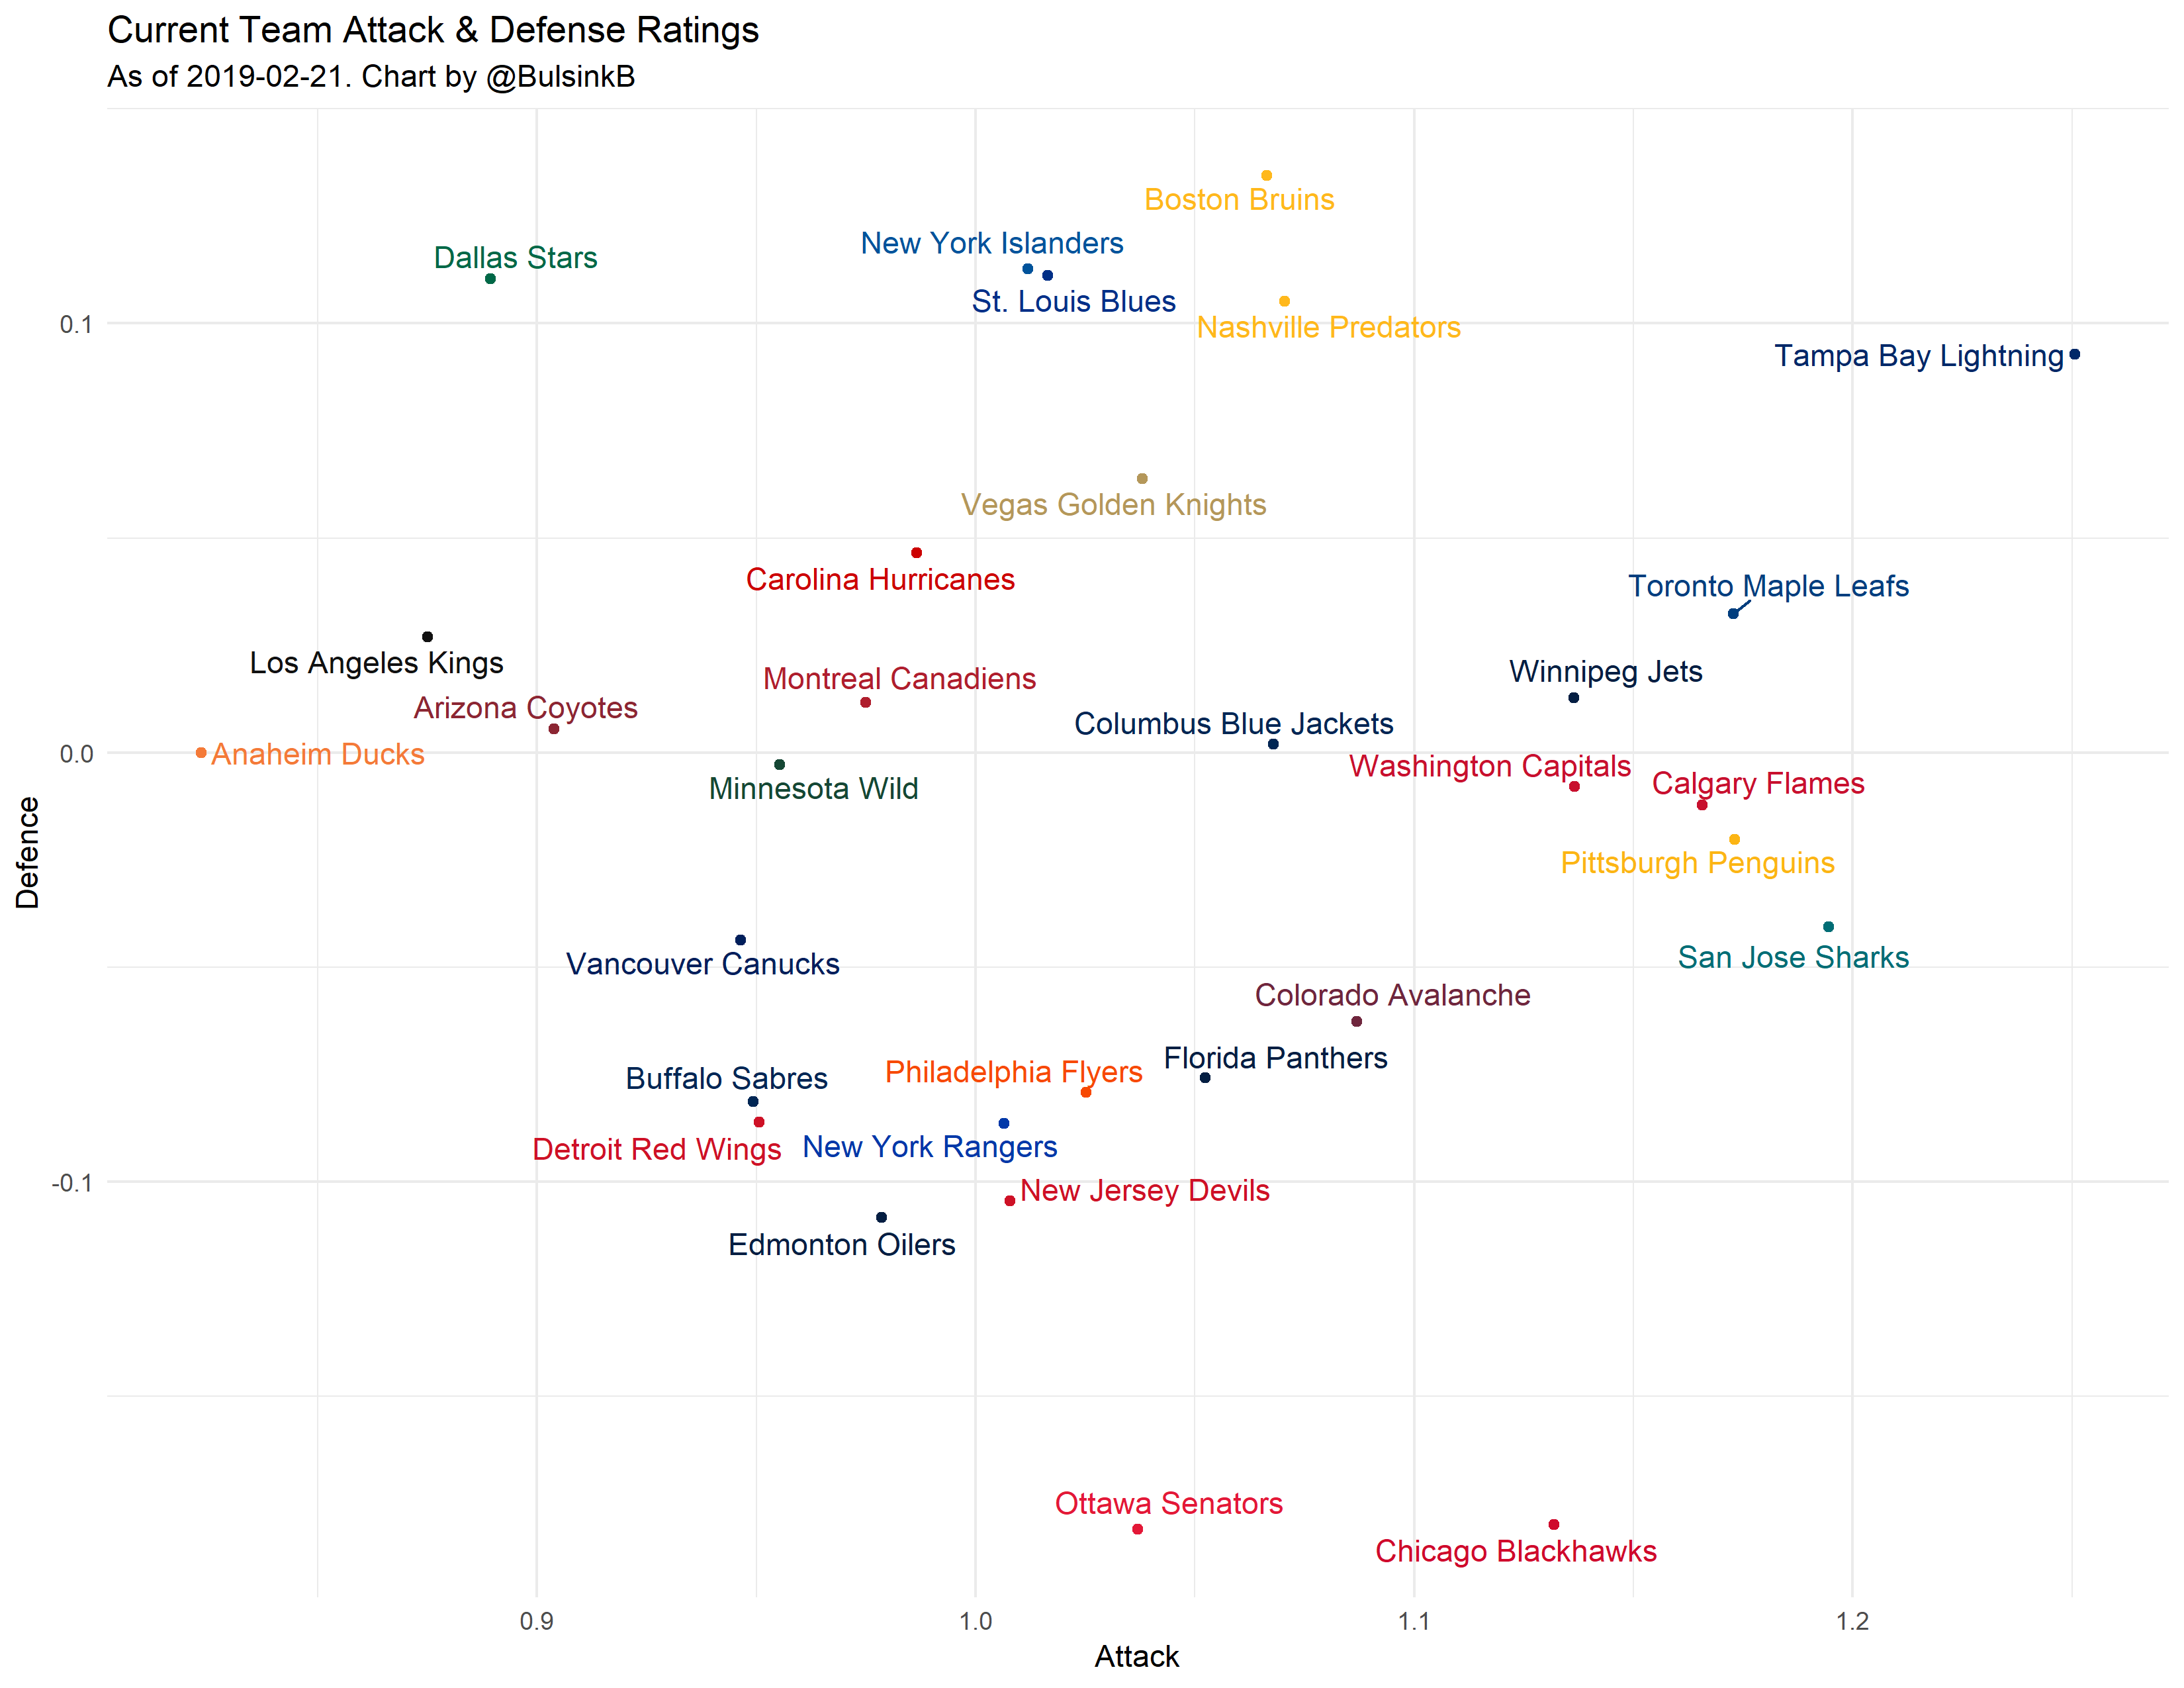 Current Team Attack & Defense Ratings
As of 2019-02-21. Chart by @BulsinkB
Boston Bruins
New York Islanders
Dallas Stars
St. Louis Blues
0.1
Nashville Predators
Tampa Bay Lightning
Vegas Golden Knights
Carolina Hurricanes
Toronto Maple Leafs
Los Angeles Kings
Winnipeg Jets
Montreal Canadiens
Arizona Coyotes
Columbus Blue Jackets
0.0
Anaheim Ducks
Washington Capitals
Calgary Flames
Minnesota Wild
Defence
Pittsburgh Penguins
San Jose Sharks
Vancouver Canucks
Colorado Avalanche
Florida Panthers
Philadelphia Flyers
Buffalo Sabres
New York Rangers
Detroit Red Wings
-0.1
New Jersey Devils
Edmonton Oilers
Ottawa Senators
Chicago Blackhawks
0.9
1.0
1.1
1.2
Attack